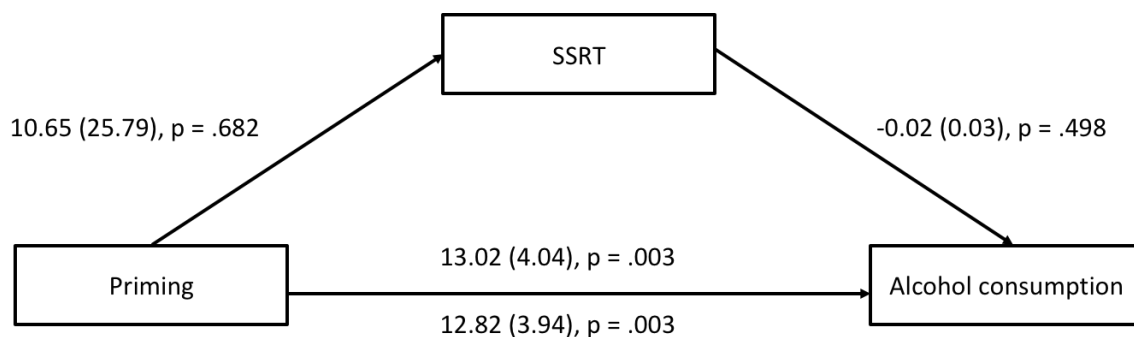 SSRT
10.65 (25.79), p = .682
-0.02 (0.03), p = .498
13.02 (4.04), p = .003
Priming
Alcohol consumption
12.82 (3.94), p = .003